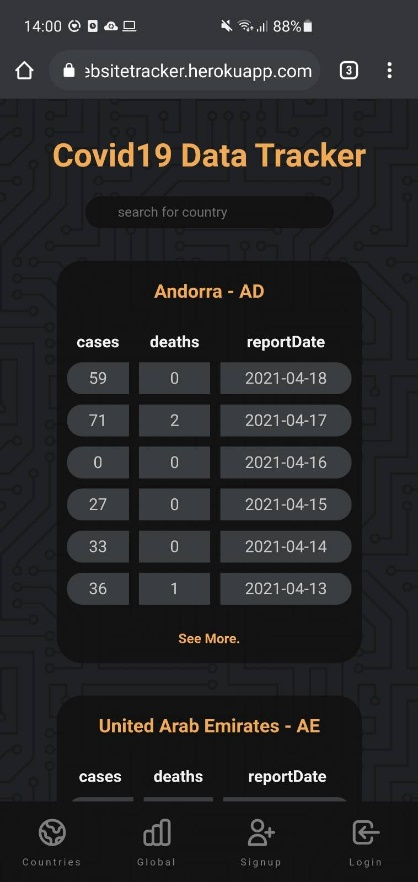 14:00 88%
ebsitetracker.herokuapp.com 3
Covid19 Data Tracker
search for country
Andorra - AD
cases deaths reportDate
59 0 2021-04-18
71 2 2021-04-17
0 0 2021-04-16
27 0 2021-04-15
33 0 2021-04-14
36 1 2021-04-13
See More.
United Arab Emirates - AE
cases deaths reportDate
Countries Global Signup Login